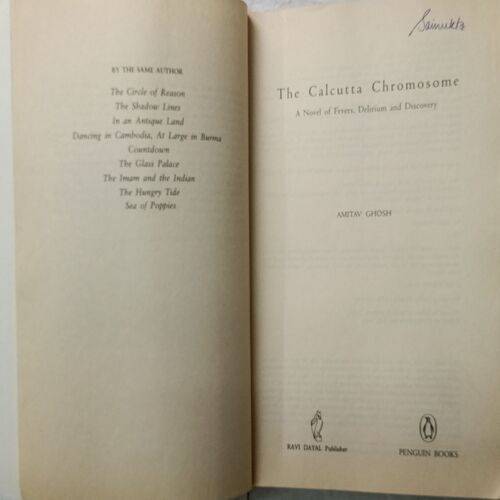 BY THE SAME AUTHOR
The Circle of Reason
The Shadow Lines
In an Antique Land
Dancing in Cambodia, At Large in Burma
Countdown
The Glass Palace
The Imam and the Indian
The Hungry Tide
Sea of Poppies
The Calcutta Chromosome
A Novel of Fevers, Delirium and Discovery
AMITAV GHOSH
RAVI DAYAL Publisher
PENGUIN BOOKS